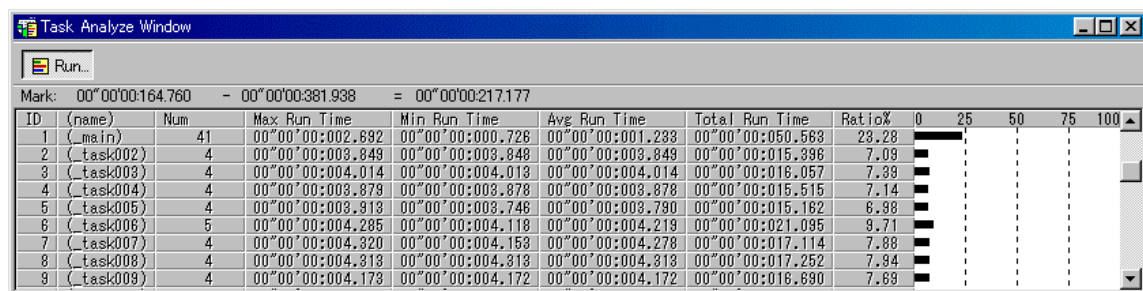 Task Analyze Window
Run...
Mark: 00"00'00:164.760 - 00"00'00:381.938 = 00"00'00:217.177
ID (name) Num Max Run Time Min Run Time Avg Run Time Total Run Time Ratio% 0 25 50 75 100
1 (_main) 41 00"00'00:002.692 00"00'00:000.726 00"00'00:001.233 00"00'00:050.563 23.28
2 (_task002) 4 00"00'00:003.849 00"00'00:003.848 00"00'00:003.849 00"00'00:015.396 7.09
3 (_task003) 4 00"00'00:004.014 00"00'00:004.013 00"00'00:004.014 00"00'00:016.057 7.39
4 (_task004) 4 00"00'00:003.879 00"00'00:003.878 00"00'00:003.878 00"00'00:015.515 7.14
5 (_task005) 4 00"00'00:003.913 00"00'00:003.746 00"00'00:003.790 00"00'00:015.162 6.98
6 (_task006) 5 00"00'00:004.285 00"00'00:004.118 00"00'00:004.219 00"00'00:021.095 9.71
7 (_task007) 4 00"00'00:004.320 00"00'00:004.153 00"00'00:004.278 00"00'00:017.114 7.88
8 (_task008) 4 00"00'00:004.313 00"00'00:004.313 00"00'00:004.313 00"00'00:017.252 7.94
9 (_task009) 4 00"00'00:004.173 00"00'00:004.172 00"00'00:004.172 00"00'00:016.690 7.69